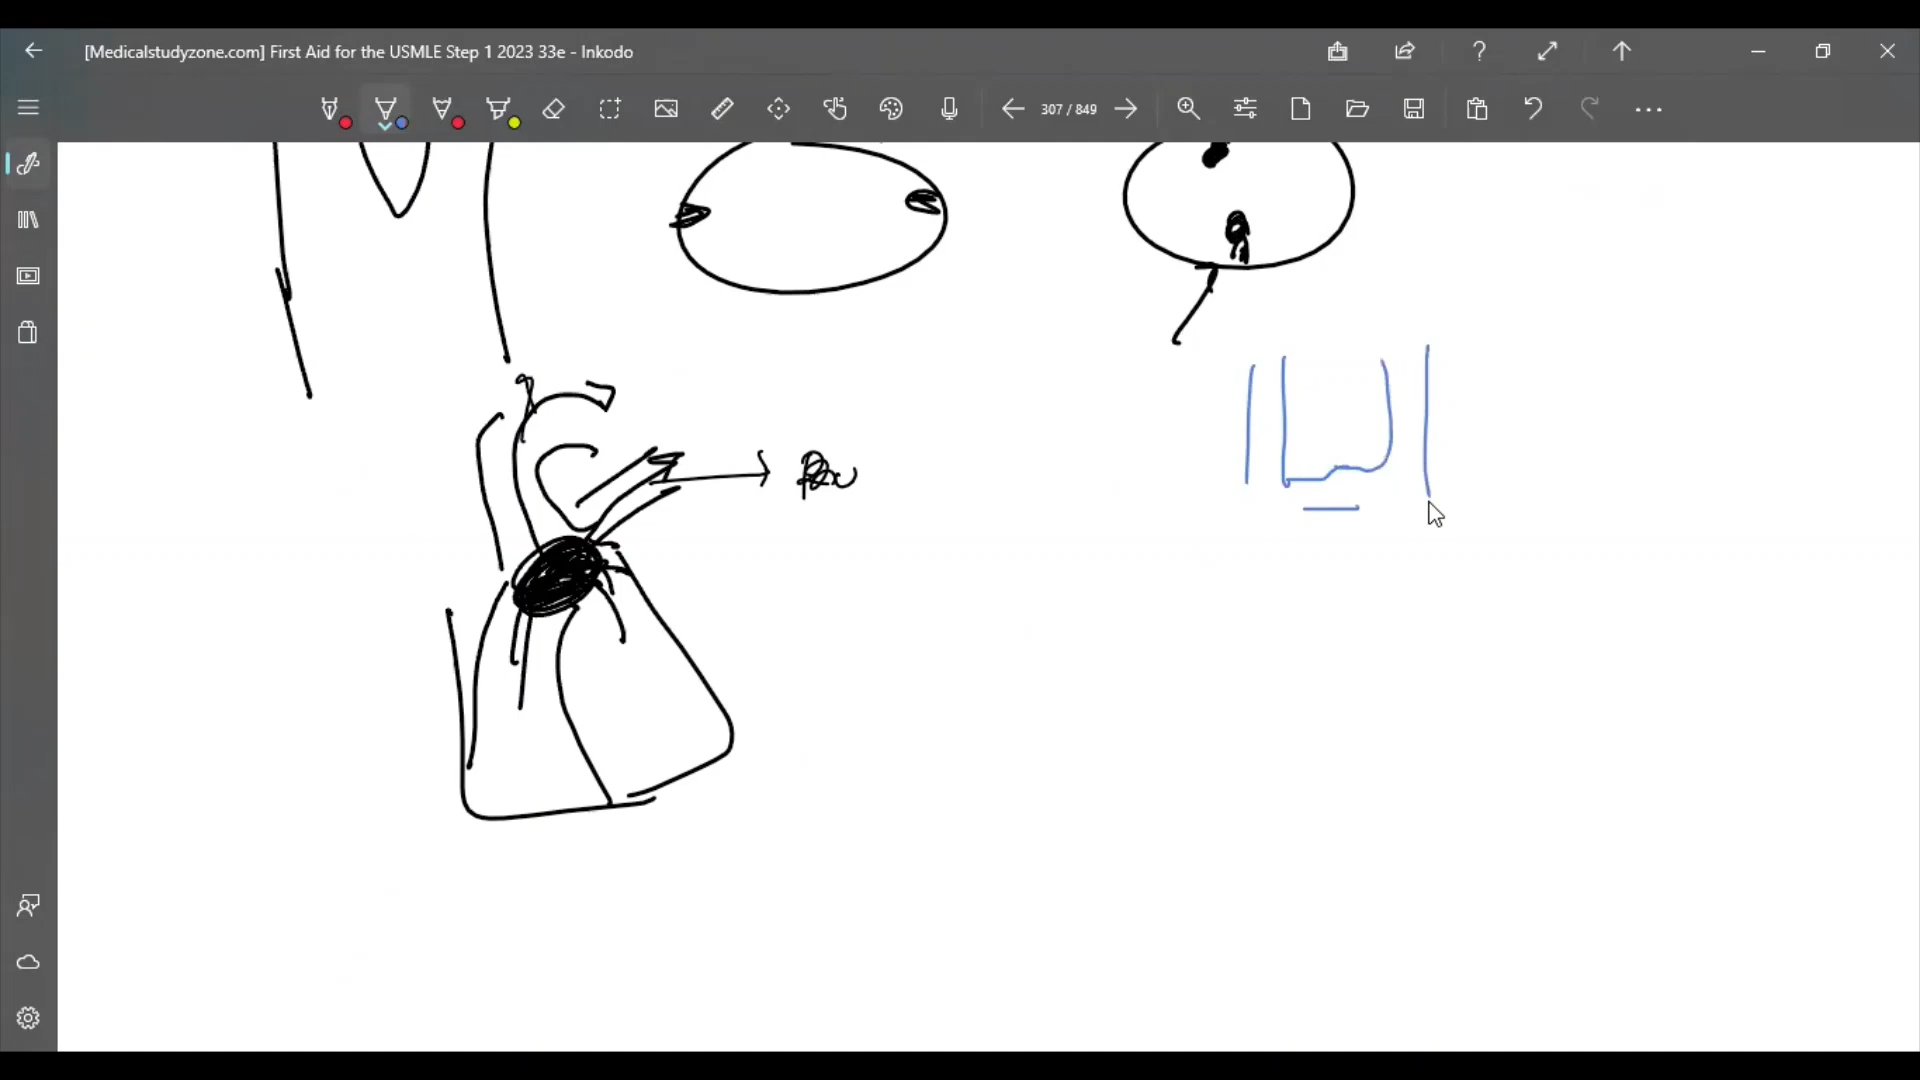 [Medicalstudyzone.com] First Aid for the USMLE Step 1 2023 33e - Inkodo
307 / 849